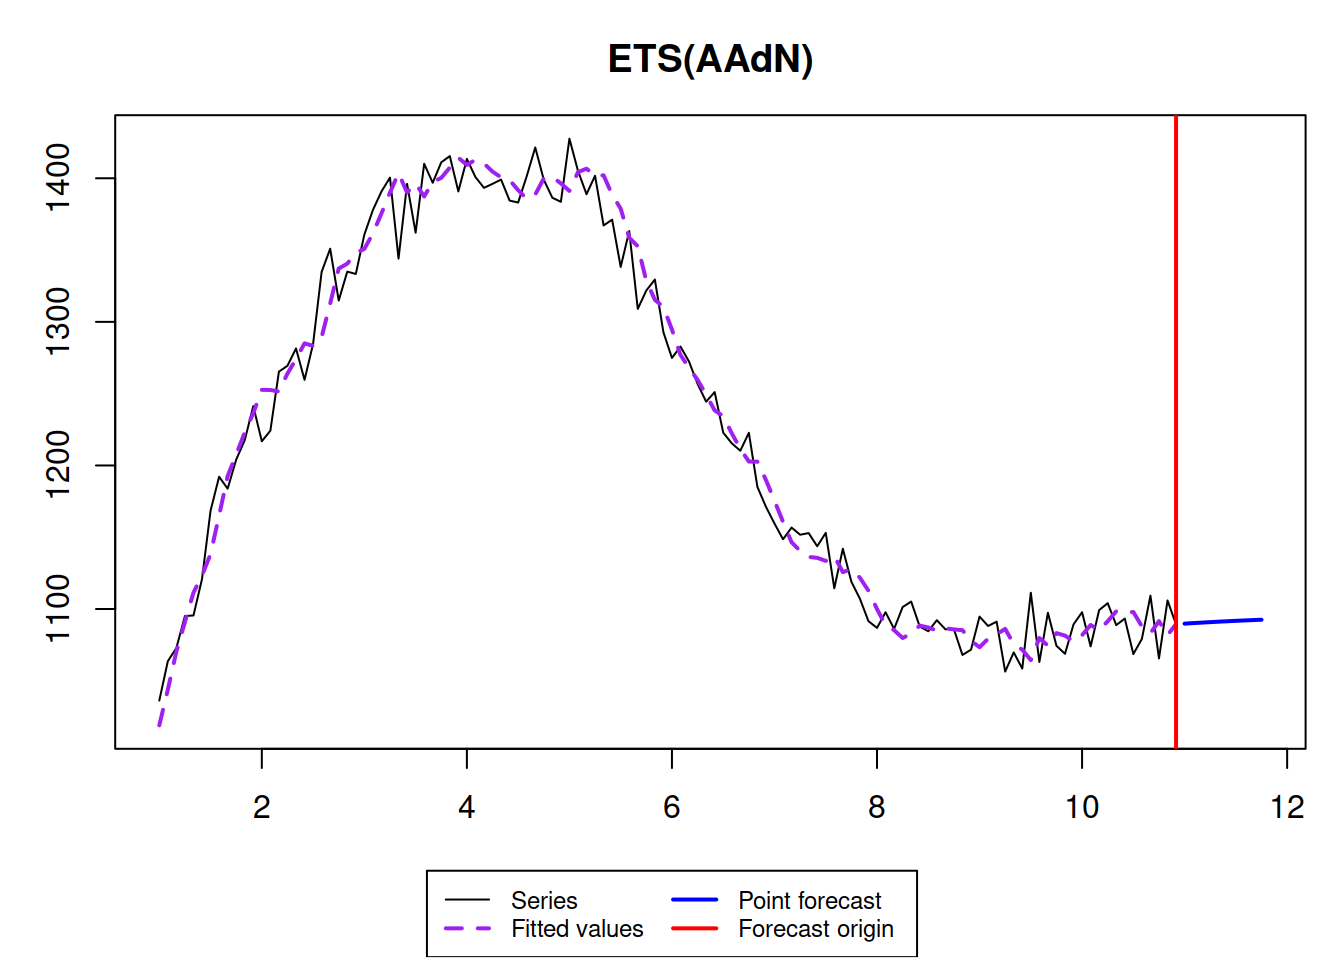 ETS(AAdN)
1400
1300
1200
1100
2 4 6 8 10 12
Series Point forecast
Fitted values Forecast origin